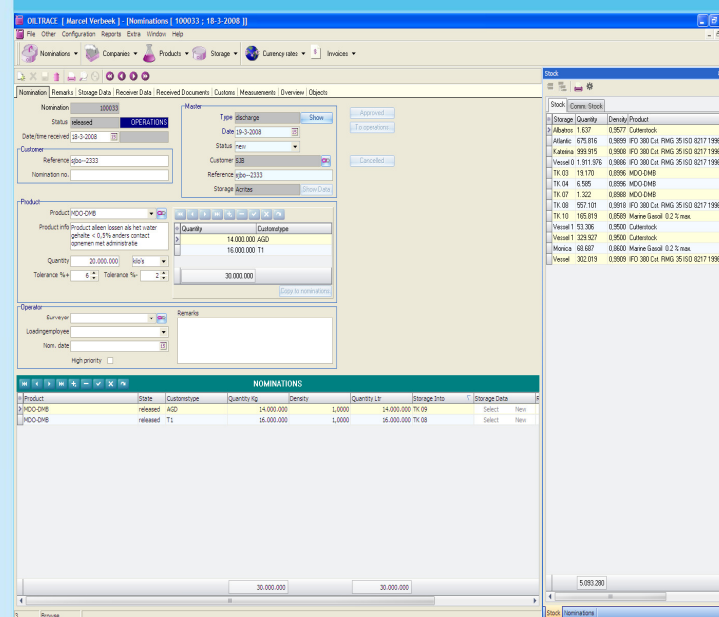 OILTRACE [ Marcel Verbeek ] - [Nominations [ 100033 ; 18-3-2008 ]]
File Other Configuration Reports Extra Window Help
Nominations Companies Products Storage Currency rates Invoices
Nomination Remarks Storage Data Receiver Data Received Documents Customs Measurements Overview Objects
Nomination 100033
Status released OPERATIONS
Date/time received 18-3-2008
Customer
Reference sjbo--2333
Nomination no.
Master
Type discharge Show
Date 19-3-2008
Status new
Customer SJB
Reference sjbo--2333
Storage Acritas Show Data
Approved
To operations
Cancelled
Product
Product MDO-DMB
Product info Product alleen lossen als het water
gehalte < 0,5% anders contact
opnemen met administratie
Quantity 20.000.000 kilo's
Tolerance %+ 6 Tolerance %- 2
Quantity Customstype
14.000.000 AGD
16.000.000 T1
30.000.000
Copy to nominations
Operator
Surveyor
Loadingemployee
Nom. date
High priority
Remarks
NOMINATIONS
Product State Customstype Quantity Kg Density Quantity Ltr Storage Into Storage Data
MDO-DMB released AGD 14.000.000 1,0000 14.000.000 TK 09 Select New
MDO-DMB released T1 16.000.000 1,0000 16.000.000 TK 08 Select New
30.000.000 30.000.000
3 Browse
Stock
Stock Comm. Stock
Storage Quantity Density Product
Albatros 1.637 0,9577 Cutterstock
Atlantic 675.816 0,9899 IFO 380 Cst RMG 35 ISO 8217 1996
Katerina 999.915 0,9908 IFO 380 Cst RMG 35 ISO 8217 1996
Vessel 0 1.911.976 0,9886 IFO 380 Cst RMG 35 ISO 8217 1996
TK 03 19.170 0,8996 MDO-DMB
TK 04 6.585 0,8996 MDO-DMB
TK 07 1.322 0,8988 MDO-DMB
TK 08 557.101 0,9918 IFO 380 Cst RMG 35 ISO 8217 1996
TK 10 165.819 0,8589 Marine Gasoil 0.2 % max.
Vessel 1 53.306 0,9500 Cutterstock
Vessel 1 329.927 0,9500 Cutterstock
Monica 68.687 0,8600 Marine Gasoil 0.2 % max.
Vessel 302.019 0,9909 IFO 380 Cst RMG 35 ISO 8217 1996
5.093.280
Stock Nominations